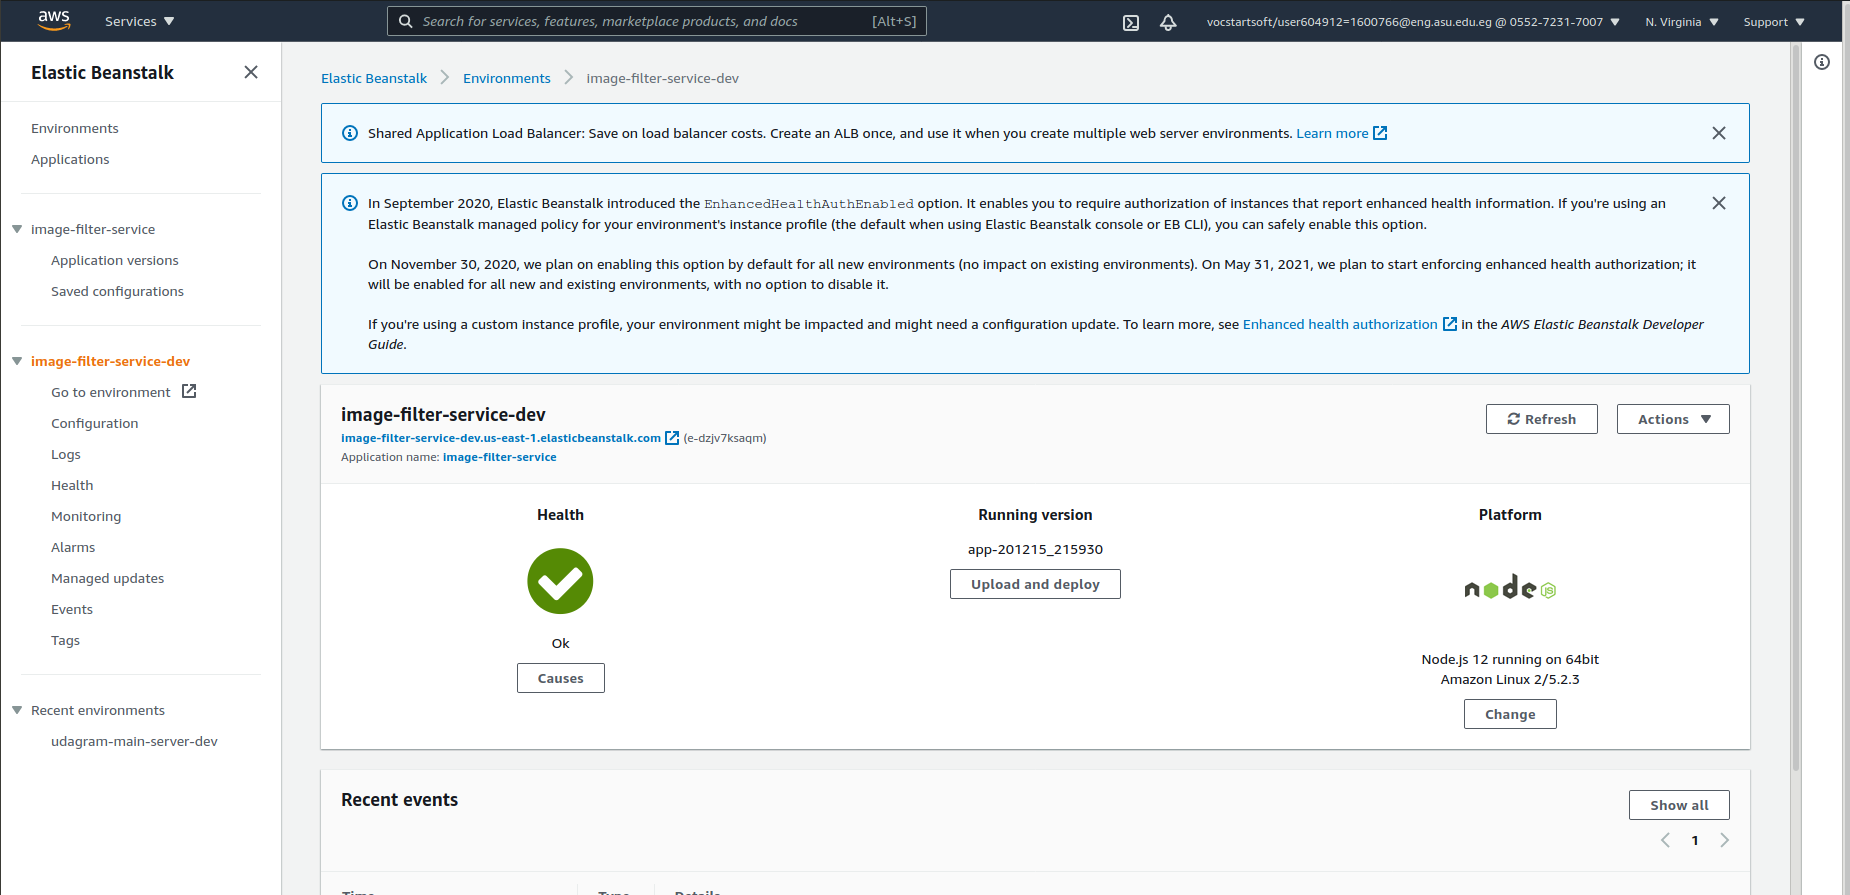 aws
Services
Search for services, features, marketplace products, and docs [Alt+S]
vocstartsoft/user604912=1600766@eng.asu.edu.eg @ 0552-7231-7007
N. Virginia
Support
Elastic Beanstalk
Environments
Applications
image-filter-service
Application versions
Saved configurations
image-filter-service-dev
Go to environment
Configuration
Logs
Health
Monitoring
Alarms
Managed updates
Events
Tags
Recent environments
udagram-main-server-dev
Elastic Beanstalk > Environments > image-filter-service-dev
Shared Application Load Balancer: Save on load balancer costs. Create an ALB once, and use it when you create multiple web server environments. Learn more
In September 2020, Elastic Beanstalk introduced the EnhancedHealthAuthEnabled option. It enables you to require authorization of instances that report enhanced health information. If you're using an
Elastic Beanstalk managed policy for your environment's instance profile (the default when using Elastic Beanstalk console or EB CLI), you can safely enable this option.
On November 30, 2020, we plan on enabling this option by default for all new environments (no impact on existing environments). On May 31, 2021, we plan to start enforcing enhanced health authorization; it
will be enabled for all new and existing environments, with no option to disable it.
If you're using a custom instance profile, your environment might be impacted and might need a configuration update. To learn more, see Enhanced health authorization in the AWS Elastic Beanstalk Developer
Guide.
image-filter-service-dev
image-filter-service-dev.us-east-1.elasticbeanstalk.com (e-dzjv7ksaqm)
Application name: image-filter-service
Refresh
Actions
Health
Ok
Causes
Running version
app-201215_215930
Upload and deploy
Platform
node JS
Node.js 12 running on 64bit
Amazon Linux 2/5.2.3
Change
Recent events
Show all
1
Time
Type
Details